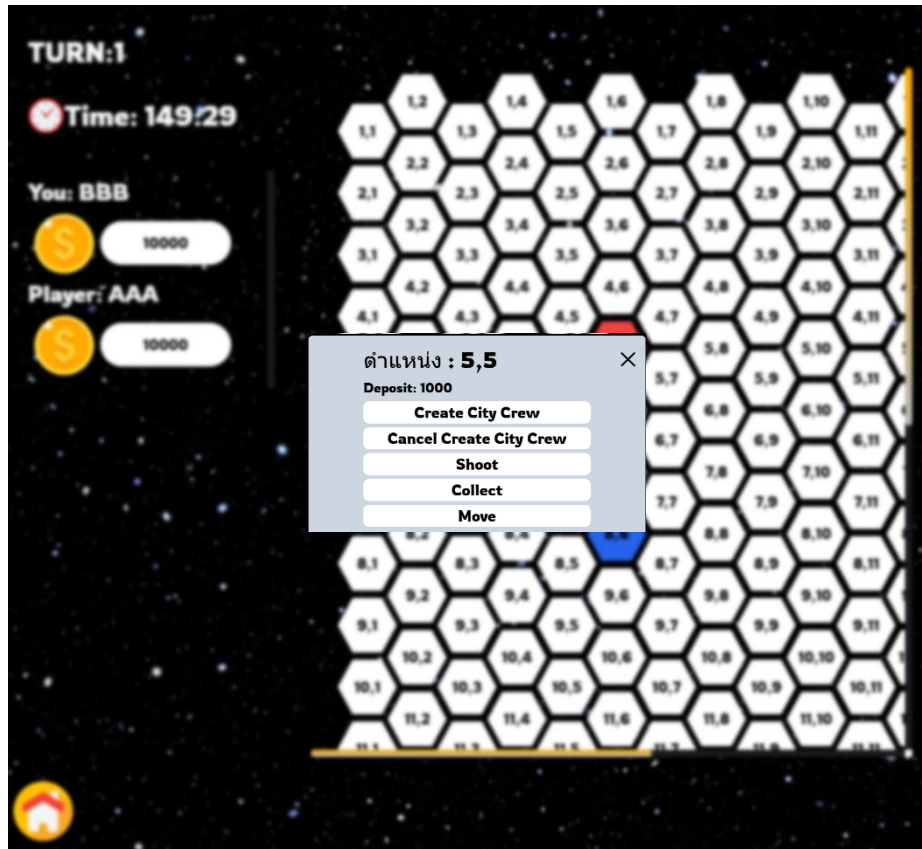 TURN:1
Time: 149:29
You: BBB
10000
Player: AAA
10000
1,2 1,4 1,6 1,8 1,10
1,1 1,3 1,5 1,7 1,9 1,11
2,2 2,4 2,6 2,8 2,10
2,1 2,3 2,5 2,7 2,9 2,11
3,2 3,4 3,6 3,8 3,10
3,1 3,3 3,5 3,7 3,9 3,11
4,2 4,4 4,6 4,8 4,10
4,1 4,3 4,5 4,7 4,9 4,11
5,8 5,10
ตำแหน่ง : 5,5
5,7 5,9 5,11
Deposit: 1000
6,8 6,10
Create City Crew
Cancel Create City Crew
6,7 6,9 6,11
Shoot
7,8 7,10
Collect
7,7 7,9 7,11
Move
8,2 8,4 8,6 8,8 8,10
8,1 8,3 8,5 8,7 8,9 8,11
9,2 9,4 9,6 9,8 9,10
9,1 9,3 9,5 9,7 9,9 9,11
10,2 10,4 10,6 10,8 10,10
10,1 10,3 10,5 10,7 10,9 10,11
11,2 11,4 11,6 11,8 11,10